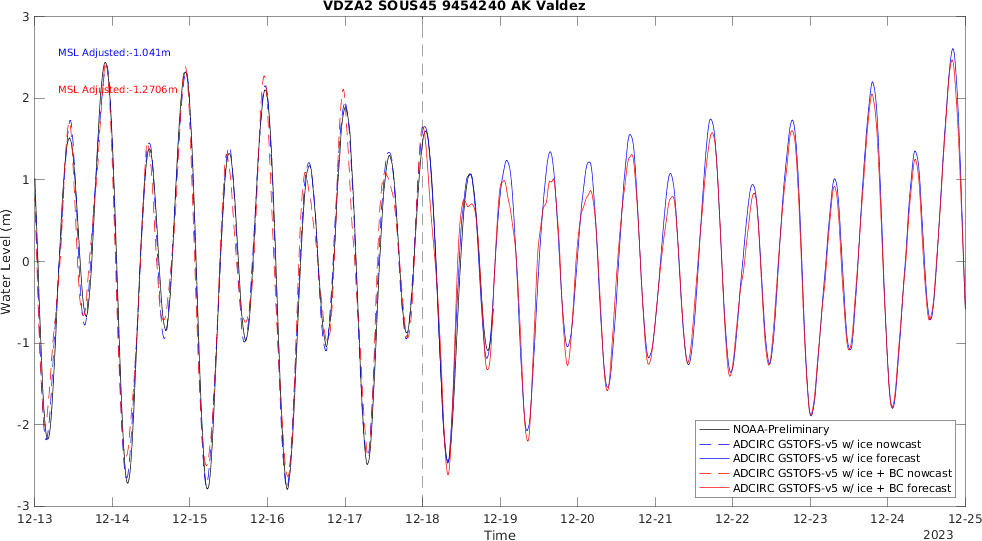 VDZA2 SOUS45 9454240 AK Valdez
MSL Adjusted:-1.041m
MSL Adjusted:-1.2706m
3
2
1
0
-1
-2
-3
Water Level (m)
NOAA-Preliminary
ADCIRC GSTOFS-v5 w/ ice nowcast
ADCIRC GSTOFS-v5 w/ ice forecast
ADCIRC GSTOFS-v5 w/ ice + BC nowcast
ADCIRC GSTOFS-v5 w/ ice + BC forecast
12-13 12-14 12-15 12-16 12-17 12-18 12-19 12-20 12-21 12-22 12-23 12-24 12-25
Time
2023